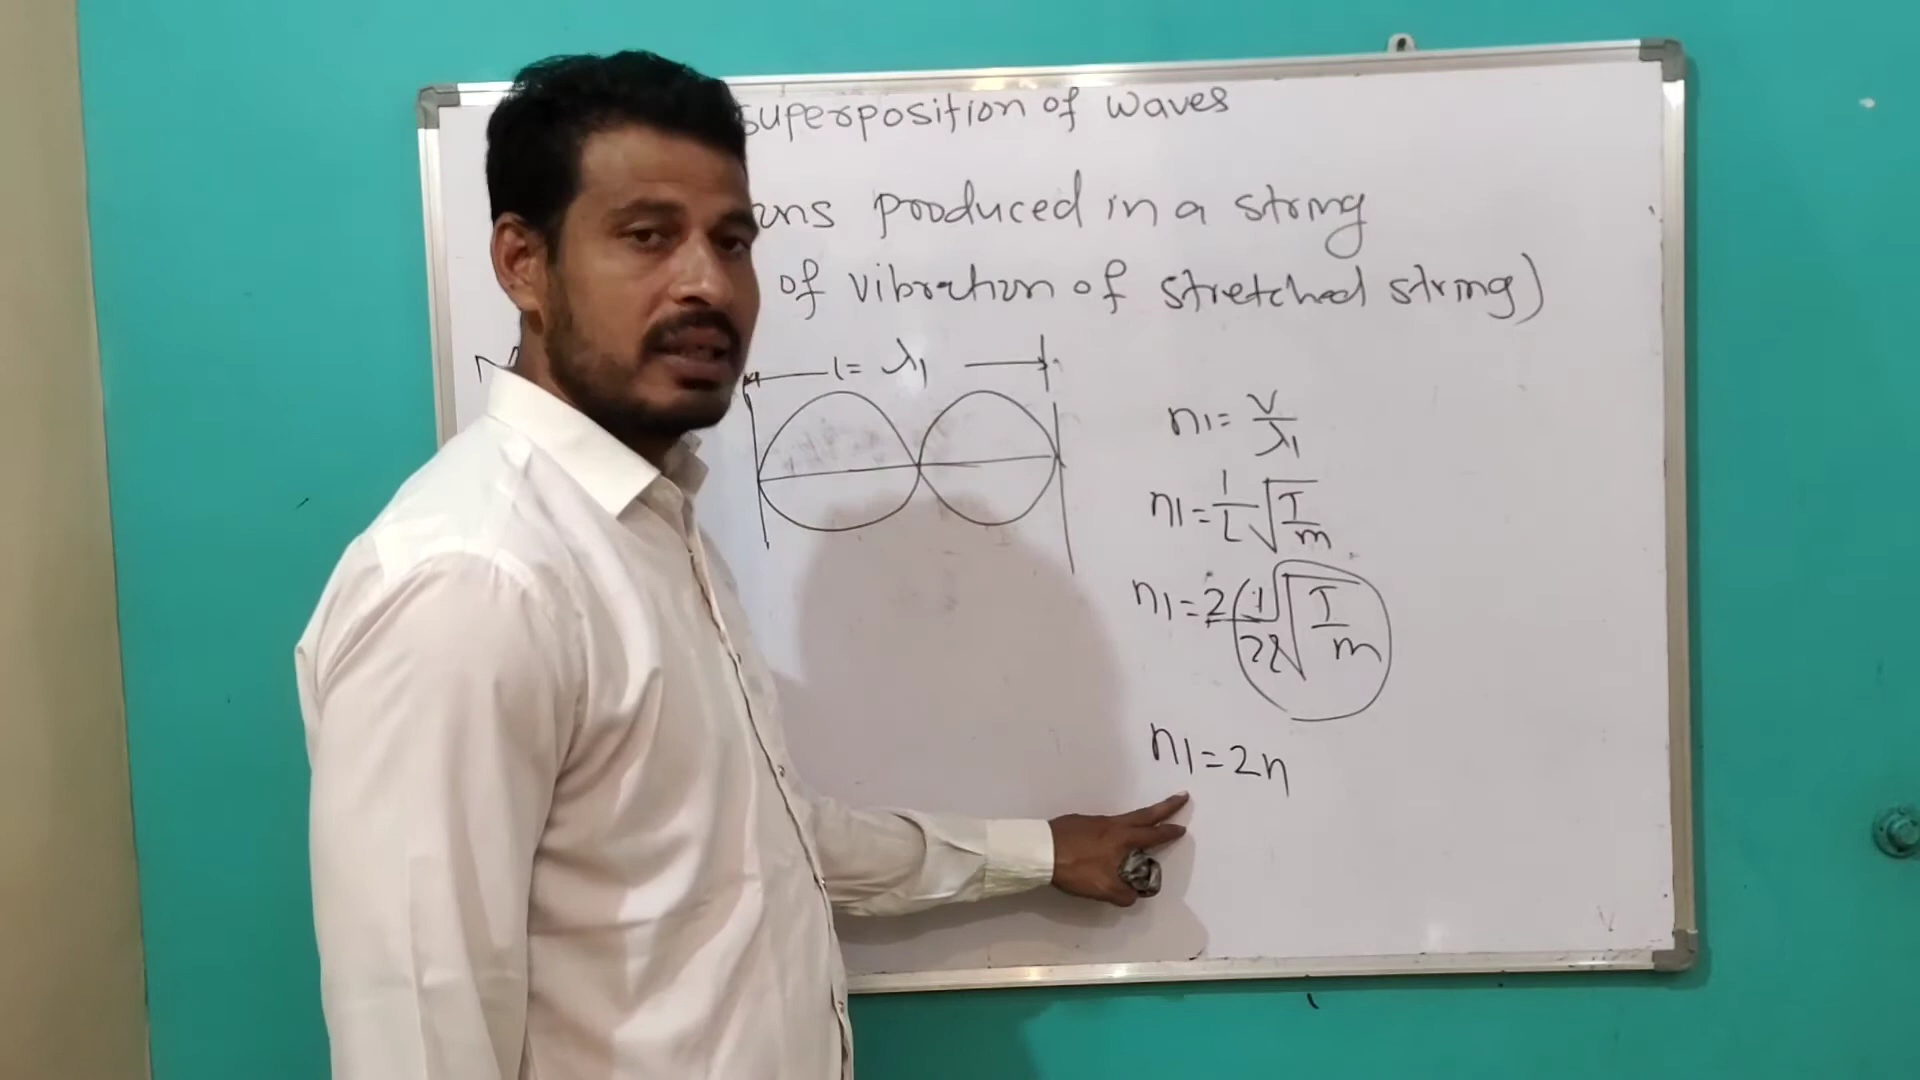 superposition of waves
produced in a string
of vibration of stretched string)
l = λ1
n1 = V/λ1
n1 = 1/L √T/m
n1 = 2(1/2l √T/m
n1 = 2n